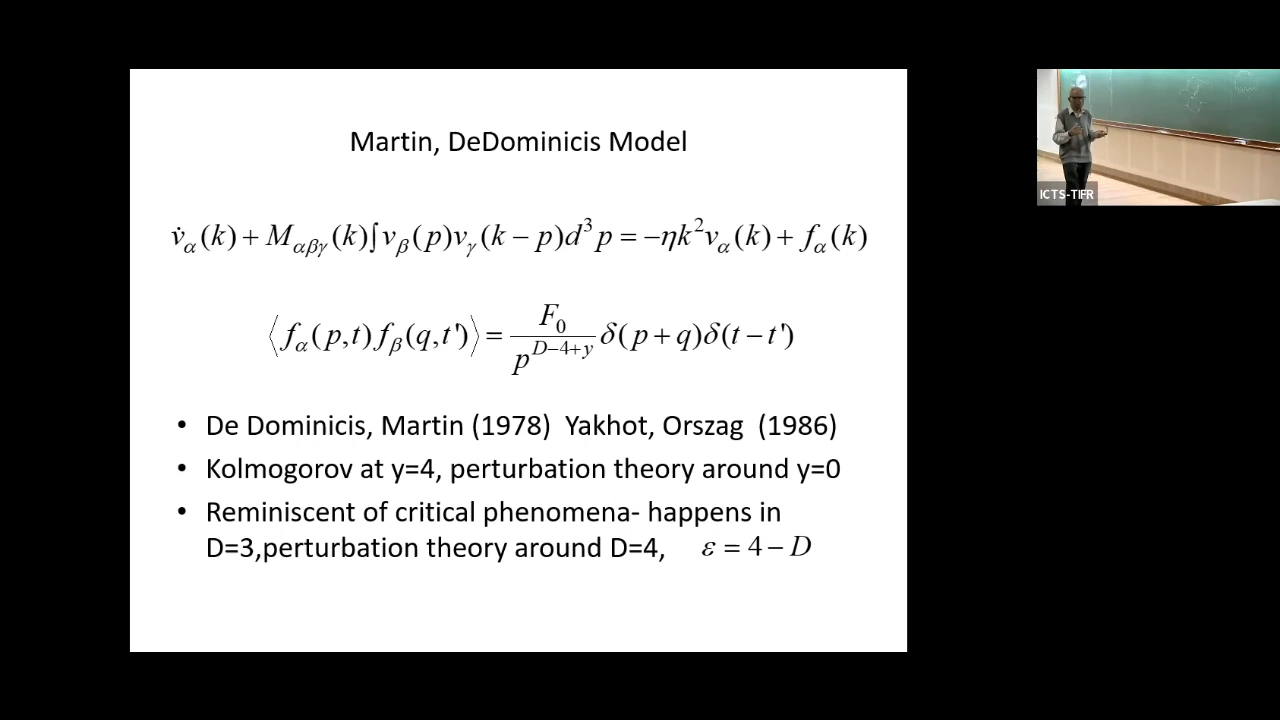 Martin, DeDominicis Model
v̇_α(k) + M_αβγ(k)∫v_β(p)v_γ(k − p)d³p = −ηk²v_α(k) + f_α(k)
⟨f_α(p,t)f_β(q,t')⟩ = F₀/p^(D−4+y) δ(p + q)δ(t − t')
• De Dominicis, Martin (1978) Yakhot, Orszag (1986)
• Kolmogorov at y=4, perturbation theory around y=0
• Reminiscent of critical phenomena- happens in
D=3,perturbation theory around D=4, ε = 4 − D
ICTS-TIFR